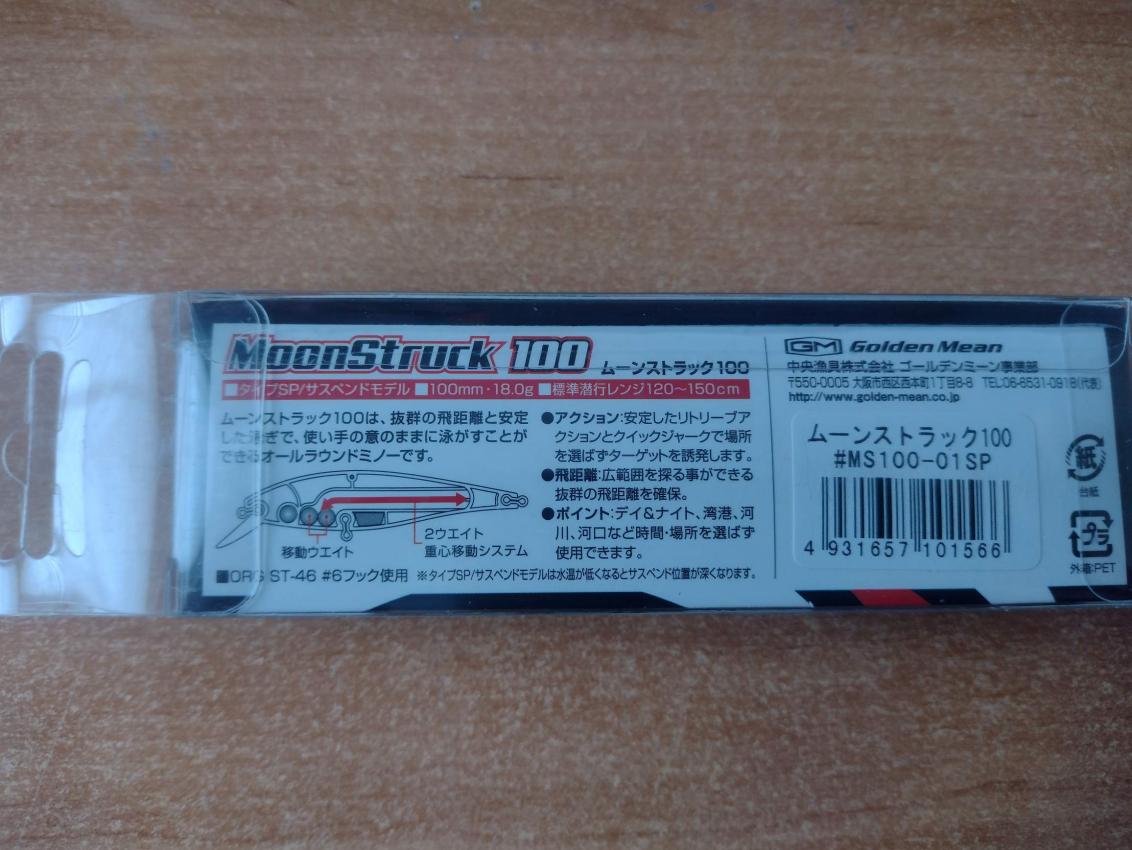 MoonStruck 100 ムーンストラック100
■タイプSP/サスペンドモデル ■100mm・18.0g ■標準潜行レンジ120〜150cm
ムーンストラック100は、抜群の飛距離と安定
した泳ぎで、使い手の意のままに泳がすことが
できるオールラウンドミノーです。
移動ウエイト
2ウエイト
重心移動システム
●アクション:安定したリトリーブア
クションとクイックジャークで場所
を選ばずターゲットを誘発します。
●飛距離:広範囲を探る事ができる
抜群の飛距離を確保。
●ポイント:デイ&ナイト、湾港、河
川、河口など時間・場所を選ばず
使用できます。
■ORG ST-46 #6フック使用 ※タイプSP/サスペンドモデルは水温が低くなるとサスペンド位置が深くなります。
GM Golden Mean
中央漁具株式会社 ゴールデンミーン事業部
〒550-0005 大阪市西区西本町1丁目8-8 TEL:06-6531-0918(代表)
http://www.golden-mean.co.jp
ムーンストラック100
#MS100-01SP
4 931657 101566
紙
台紙
プラ
外箱:PET